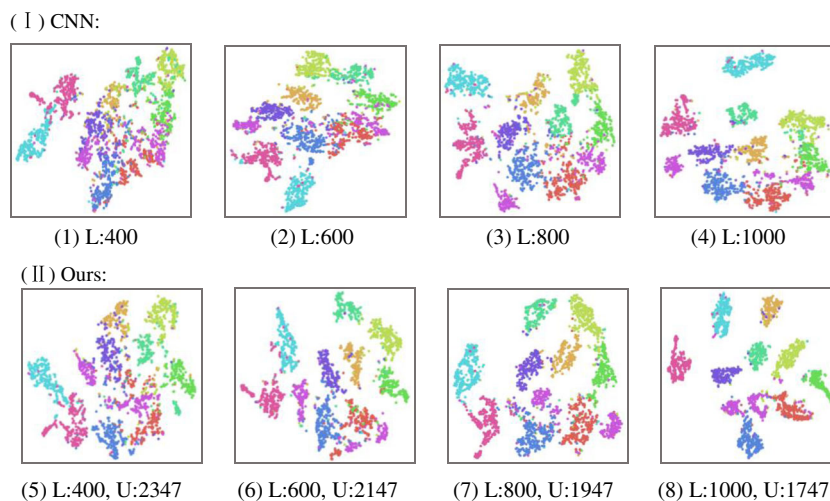 (Ⅰ) CNN:
(1) L:400
(2) L:600
(3) L:800
(4) L:1000
(Ⅱ) Ours:
(5) L:400, U:2347
(6) L:600, U:2147
(7) L:800, U:1947
(8) L:1000, U:1747